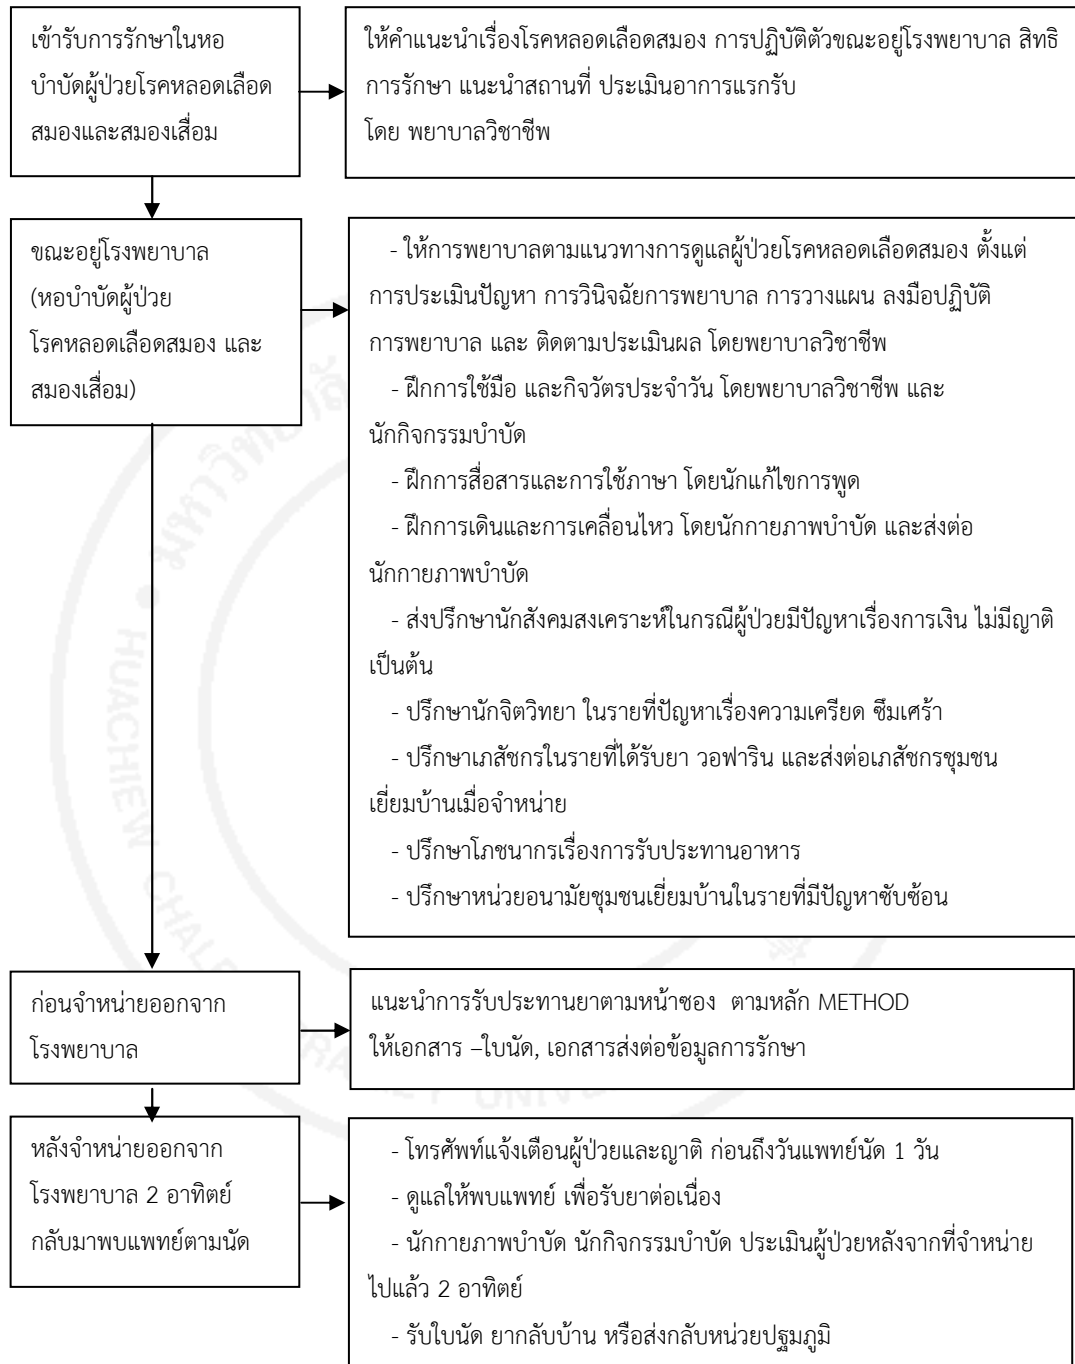 เข้ารับการรักษาในหอ
บำบัดผู้ป่วยโรคหลอดเลือด
สมองและสมองเสื่อม
ให้คำแนะนำเรื่องโรคหลอดเลือดสมอง การปฏิบัติตัวขณะอยู่โรงพยาบาล สิทธิ
การรักษา แนะนำสถานที่ ประเมินอาการแรกรับ
โดย พยาบาลวิชาชีพ
ขณะอยู่โรงพยาบาล
(หอบำบัดผู้ป่วย
โรคหลอดเลือดสมอง และ
สมองเสื่อม)
- ให้การพยาบาลตามแนวทางการดูแลผู้ป่วยโรคหลอดเลือดสมอง ตั้งแต่
การประเมินปัญหา การวินิจฉัยการพยาบาล การวางแผน ลงมือปฏิบัติ
การพยาบาล และ ติดตามประเมินผล โดยพยาบาลวิชาชีพ
- ฝึกการใช้มือ และกิจวัตรประจำวัน โดยพยาบาลวิชาชีพ และ
นักกิจกรรมบำบัด
- ฝึกการสื่อสารและการใช้ภาษา โดยนักแก้ไขการพูด
- ฝึกการเดินและการเคลื่อนไหว โดยนักกายภาพบำบัด และส่งต่อ
นักกายภาพบำบัด
- ส่งปรึกษานักสังคมสงเคราะห์ในกรณีผู้ป่วยมีปัญหาเรื่องการเงิน ไม่มีญาติ
เป็นต้น
- ปรึกษานักจิตวิทยา ในรายที่ปัญหาเรื่องความเครียด ซึมเศร้า
- ปรึกษาเภสัชกรในรายที่ได้รับยา วอฟาริน และส่งต่อเภสัชกรชุมชน
เยี่ยมบ้านเมื่อจำหน่าย
- ปรึกษาโภชนากรเรื่องการรับประทานอาหาร
- ปรึกษาหน่วยอนามัยชุมชนเยี่ยมบ้านในรายที่มีปัญหาซับซ้อน
ก่อนจำหน่ายออกจาก
โรงพยาบาล
แนะนำการรับประทานยาตามหน้าซอง ตามหลัก METHOD
ให้เอกสาร –ใบนัด, เอกสารส่งต่อข้อมูลการรักษา
หลังจำหน่ายออกจาก
โรงพยาบาล 2 อาทิตย์
กลับมาพบแพทย์ตามนัด
- โทรศัพท์แจ้งเตือนผู้ป่วยและญาติ ก่อนถึงวันแพทย์นัด 1 วัน
- ดูแลให้พบแพทย์ เพื่อรับยาต่อเนื่อง
- นักกายภาพบำบัด นักกิจกรรมบำบัด ประเมินผู้ป่วยหลังจากที่จำหน่าย
ไปแล้ว 2 อาทิตย์
- รับใบนัด ยากลับบ้าน หรือส่งกลับหน่วยปฐมภูมิ
HUACHIEW